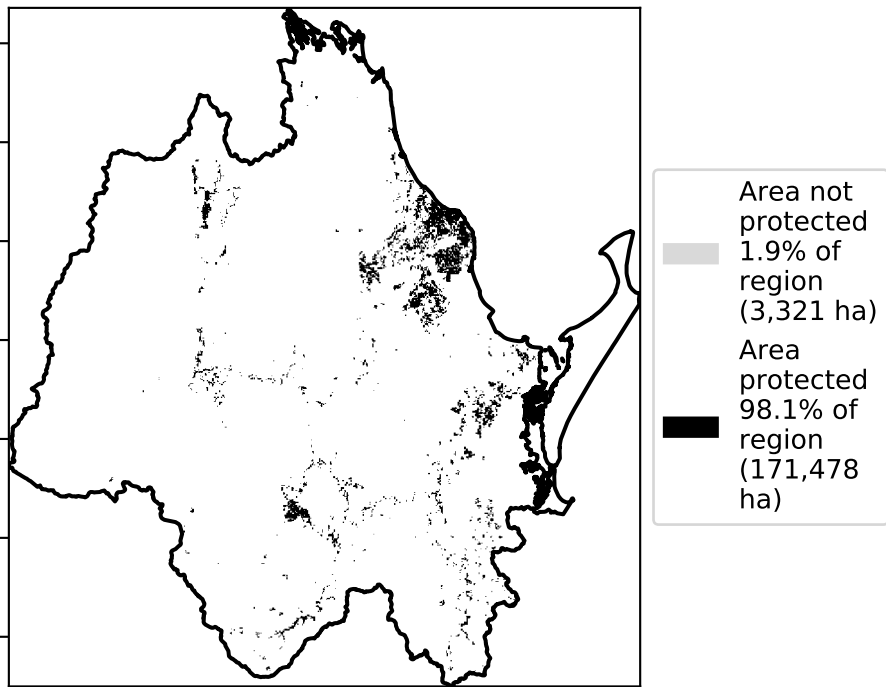 Area not
protected
1.9% of
region
(3,321 ha)
Area
protected
98.1% of
region
(171,478
ha)